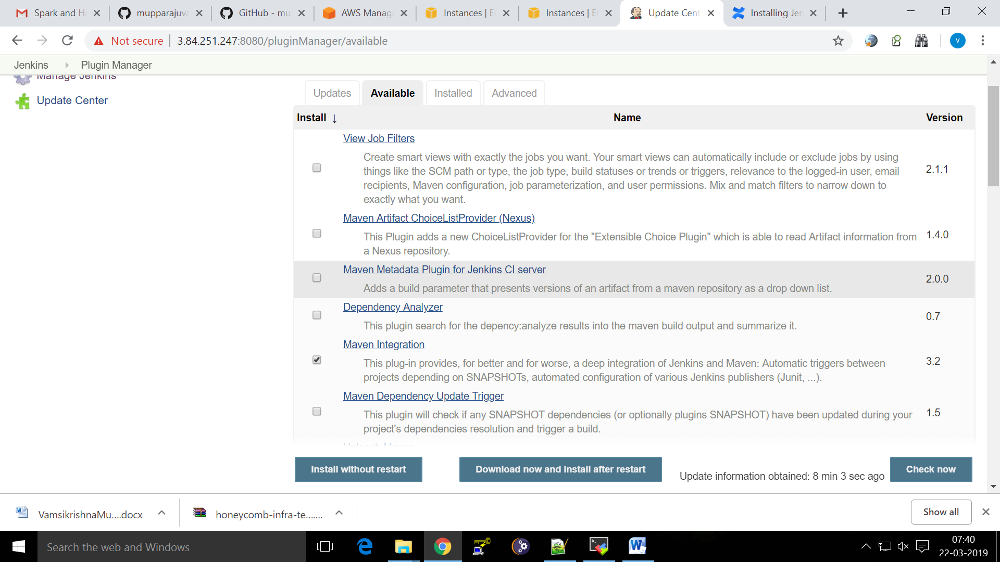 Spark and Ha
mupparajuva
GitHub - mu
AWS Manag
Instances | E
Instances | E
Update Cent
Installing Jen
Not secure
3.84.251.247:8080/pluginManager/available
V
Jenkins
Plugin Manager
Manage Jenkins
Update Center
Updates
Available
Installed
Advanced
Install ↓
Name
Version
View Job Filters
Create smart views with exactly the jobs you want. Your smart views can automatically include or exclude jobs by using
things like the SCM path or type, the job type, build statuses or trends or triggers, relevance to the logged-in user, email
recipients, Maven configuration, job parameterization, and user permissions. Mix and match filters to narrow down to
exactly what you want.
2.1.1
Maven Artifact ChoiceListProvider (Nexus)
This Plugin adds a new ChoiceListProvider for the "Extensible Choice Plugin" which is able to read Artifact information from
a Nexus repository.
1.4.0
Maven Metadata Plugin for Jenkins CI server
Adds a build parameter that presents versions of an artifact from a maven repository as a drop down list.
2.0.0
Dependency Analyzer
This plugin search for the depency:analyze results into the maven build output and summarize it.
0.7
Maven Integration
This plug-in provides, for better and for worse, a deep integration of Jenkins and Maven: Automatic triggers between
projects depending on SNAPSHOTs, automated configuration of various Jenkins publishers (Junit, ...).
3.2
Maven Dependency Update Trigger
This plugin will check if any SNAPSHOT dependencies (or optionally plugins SNAPSHOT) have been updated during your
project's dependencies resolution and trigger a build.
1.5
Install without restart
Download now and install after restart
Update information obtained: 8 min 3 sec ago
Check now
VamsikrishnaMu....docx
honeycomb-infra-te.......
Show all
Search the web and Windows
07:40
22-03-2019